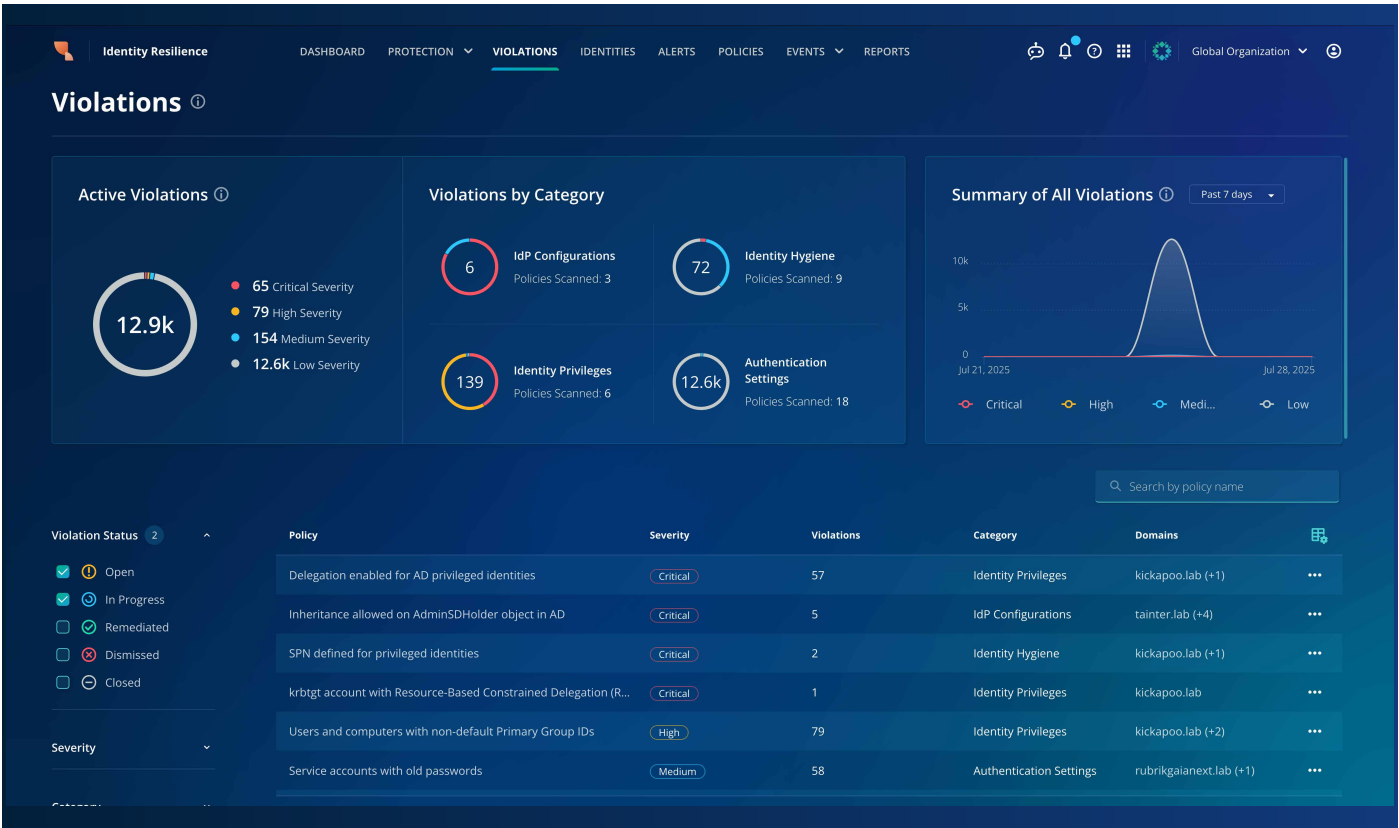 Identity Resilience
DASHBOARD PROTECTION VIOLATIONS IDENTITIES ALERTS POLICIES EVENTS REPORTS
Global Organization
Violations
Active Violations
12.9k
65 Critical Severity
79 High Severity
154 Medium Severity
12.6k Low Severity
Violations by Category
6
IdP Configurations
Policies Scanned: 3
72
Identity Hygiene
Policies Scanned: 9
139
Identity Privileges
Policies Scanned: 6
12.6k
Authentication
Settings
Policies Scanned: 18
Summary of All Violations
Past 7 days
10k
5k
0
Jul 21, 2025 Jul 28, 2025
Critical High Medi... Low
Search by policy name
Violation Status 2
Open
In Progress
Remediated
Dismissed
Closed
Severity
Policy Severity Violations Category Domains
Delegation enabled for AD privileged identities Critical 57 Identity Privileges kickapoo.lab (+1)
Inheritance allowed on AdminSDHolder object in AD Critical 5 IdP Configurations tainter.lab (+4)
SPN defined for privileged identities Critical 2 Identity Hygiene kickapoo.lab (+1)
krbtgt account with Resource-Based Constrained Delegation (R... Critical 1 Identity Privileges kickapoo.lab
Users and computers with non-default Primary Group IDs High 79 Identity Privileges kickapoo.lab (+2)
Service accounts with old passwords Medium 58 Authentication Settings rubrikgaianext.lab (+1)